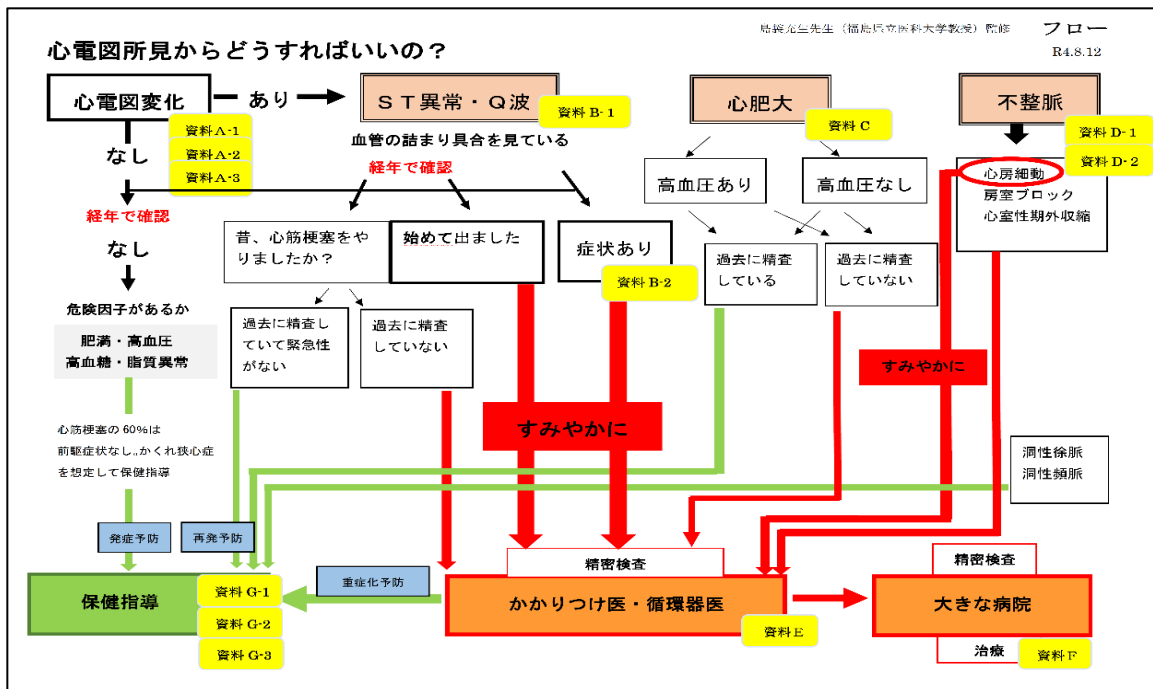 島袋充生先生（福島県立医科大学教授）監修 フロー
R4.8.12
心電図所見からどうすればいいの？
心電図変化
あり
ＳＴ異常・Ｑ波
心肥大
不整脈
資料 A-1
資料 A-2
資料 A-3
資料 B-1
資料 C
資料 D-1
資料 D-2
なし
血管の詰まり具合を見ている
経年で確認
経年で確認
なし
高血圧あり
高血圧なし
心房細動
房室ブロック
心室性期外収縮
昔、心筋梗塞をや
りましたか？
始めて出ました
症状あり
資料 B-2
過去に精査
している
過去に精査
していない
危険因子があるか
肥満・高血圧
高血糖・脂質異常
過去に精査し
ていて緊急性
がない
過去に精査
していない
すみやかに
すみやかに
心筋梗塞の 60％は
前駆症状なし..かくれ狭心症
を想定して保健指導
洞性徐脈
洞性頻脈
発症予防
再発予防
精密検査
精密検査
重症化予防
保健指導
資料 G-1
資料 G-2
資料 G-3
かかりつけ医・循環器医
資料 E
大きな病院
治療
資料 F